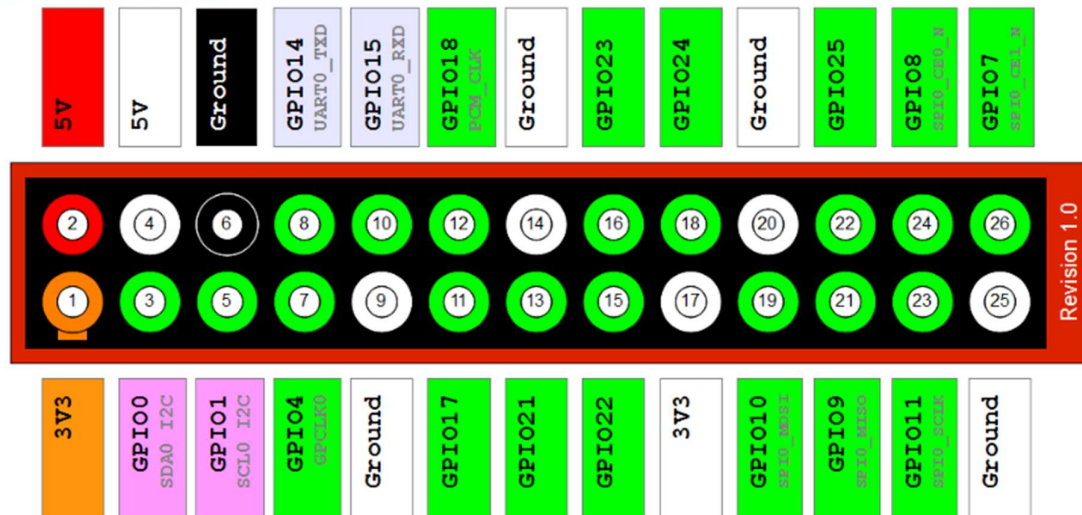 5V
5V
Ground
GPIO14
UART0_TXD
GPIO15
UART0_RXD
GPIO18
PCM_CLK
Ground
GPIO23
GPIO24
Ground
GPIO25
GPIO8
SPI0_CE0_N
GPIO7
SPI0_CE1_N
2 4 6 8 10 12 14 16 18 20 22 24 26
1 3 5 7 9 11 13 15 17 19 21 23 25
Revision 1.0
3V3
GPIO0
SDA0 I2C
GPIO1
SCL0 I2C
GPIO4
GPCLK0
Ground
GPIO17
GPIO21
GPIO22
3V3
GPIO10
SPI0_MOSI
GPIO9
SPI0_MISO
GPIO11
SPI0_SCLK
Ground